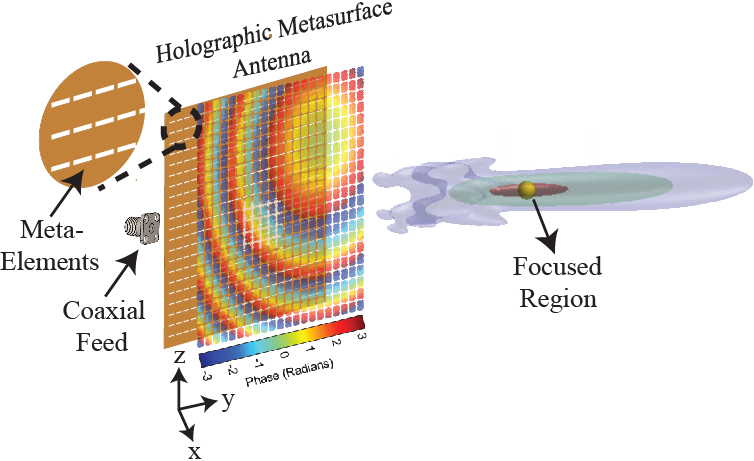 Holographic Metasurface
Antenna
Meta-
Elements
Coaxial
Feed
Focused
Region
-3 -2 -1 0 1 2 3
Phase (Radians)
z
y
x